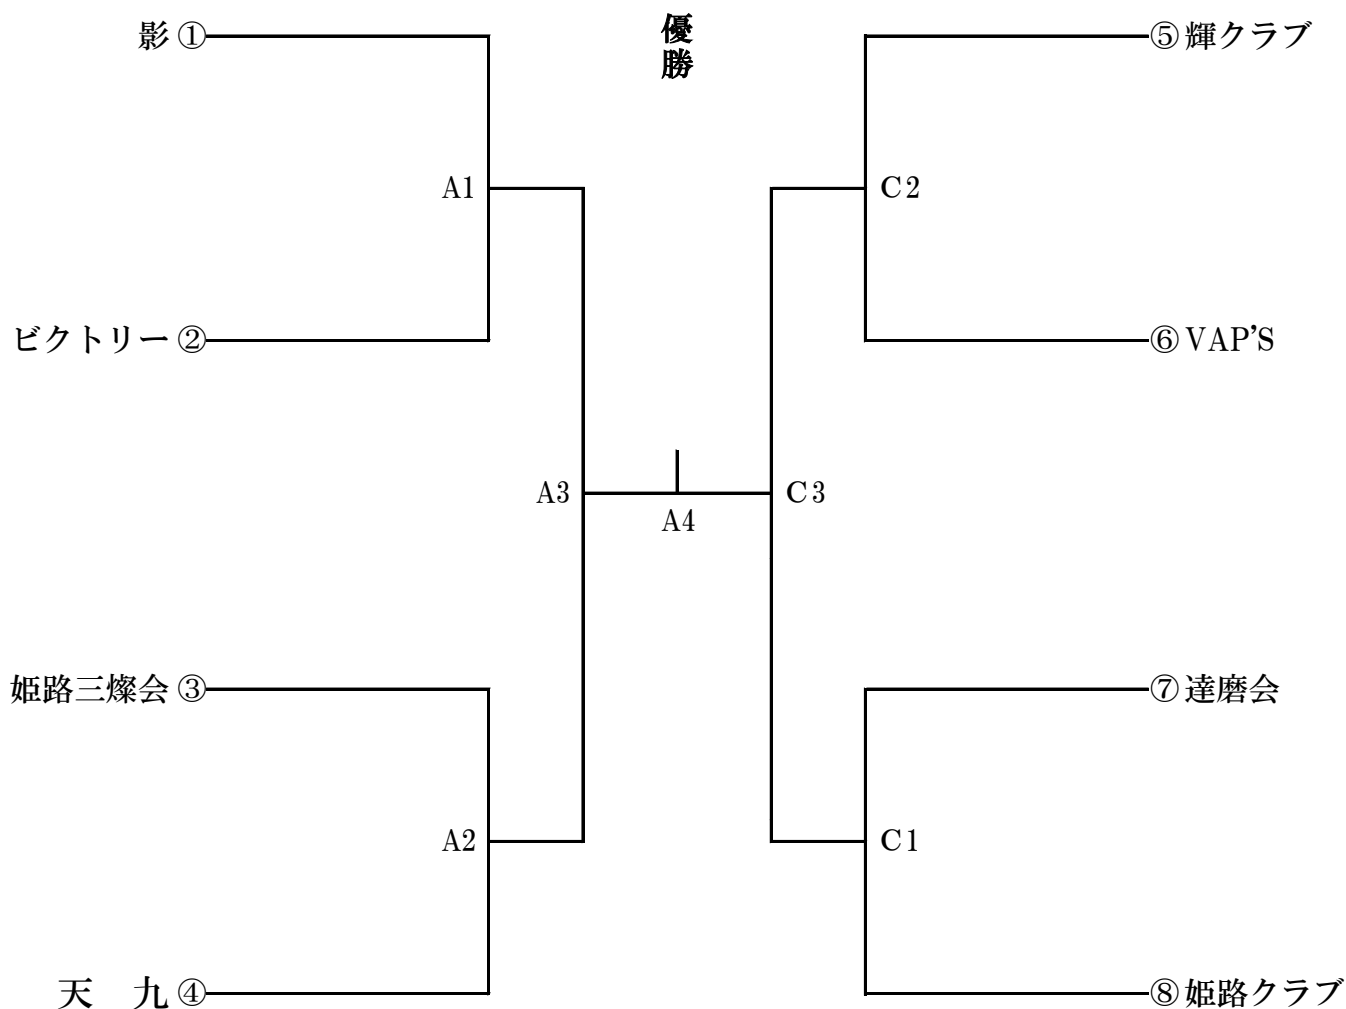 優勝
影 ①
A1
ビクトリー ②
A3
姫路三燦会 ③
A2
天　九 ④
A4
⑤ 輝クラブ
C2
⑥ VAP'S
C3
⑦ 達磨会
C1
⑧ 姫路クラブ